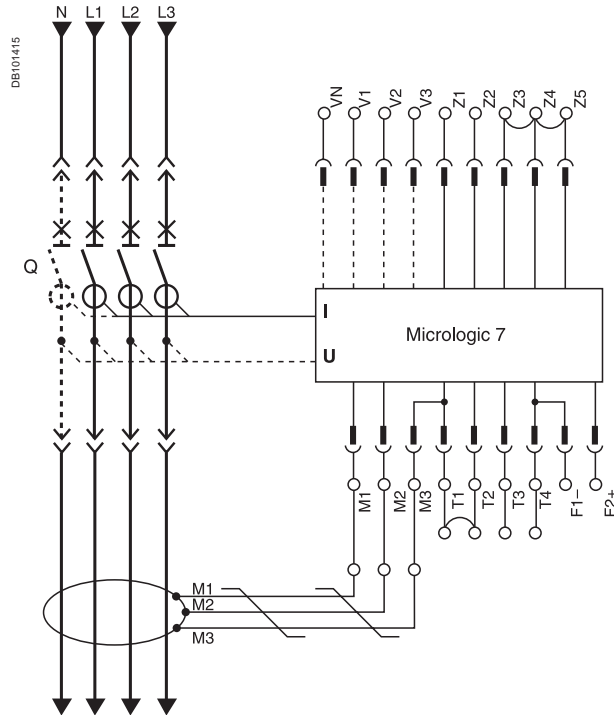 N L1 L2 L3
DB101415
VN V1 V2 V3 Z1 Z2 Z3 Z4 Z5
Q
I
Micrologic 7
U
M1 M2 M3 T1 T2 T3 T4 F1– F2+
M1
M2
M3